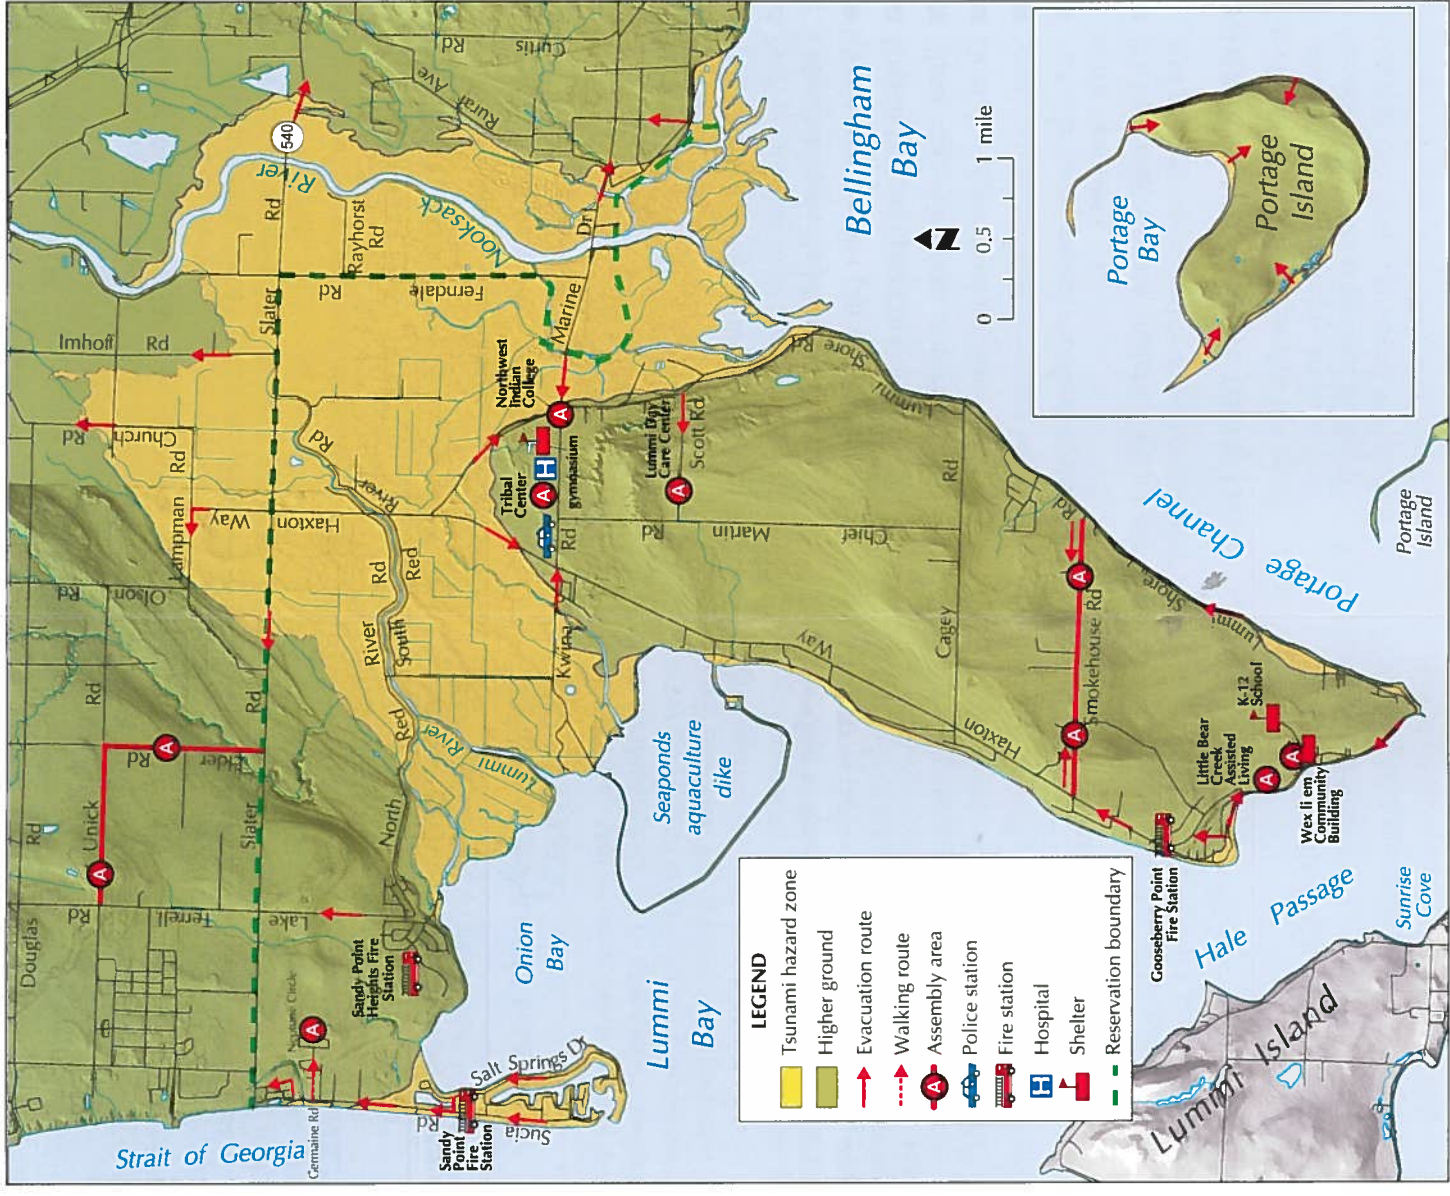 Rd
Curtis
Rural
Ave
540
River
Rd
Rayhorst
Rd
Nooksack
Dr
Bellingham
Bay
Imhoff
Rd
Slater
Rd
Ferndale
Marine
N
0
0.5
1 mile
Portage
Bay
Portage
Island
Church
Rd
Rd
Lampman
Way
Haxton
Rd
River
Northwest
Indian
College
A
Tribal
Center
A
H
gymnasium
Lummi Day
Care Center
A
Scott Rd
Shore
Rd
Lummi
Rd
Martin
Chief
Rd
Cagey
Rd
Portage Channel
Portage
Island
Olson
Rd
Rd
Red
River
South
Rd
Kwina
Way
Haxton
Rd
A
Smokehouse Rd
A
Shore
Lummi
K-12
School
Little Bear
Creek
Assisted
Living
A
A
Wex li em
Community
Building
Rd
Elder
Rd
A
Unick
Rd
A
Slater
Rd
North
Red
River
Lummi
Seaponds
aquaculture
dike
Douglas
Rd
Terrell
Lake
Rd
Sandy Point
Heights Fire
Station
Onion
Bay
Lummi
Bay
A
Germaine Rd
Circle
Strait of Georgia
Sandy
Point
Fire
Station
Salt Springs Dr
Sucia
Rd
Gooseberry Point
Fire Station
Hale Passage
Sunrise
Cove
Lummi Island
LEGEND
Tsunami hazard zone
Higher ground
Evacuation route
Walking route
A
Assembly area
Police station
Fire station
H
Hospital
Shelter
Reservation boundary